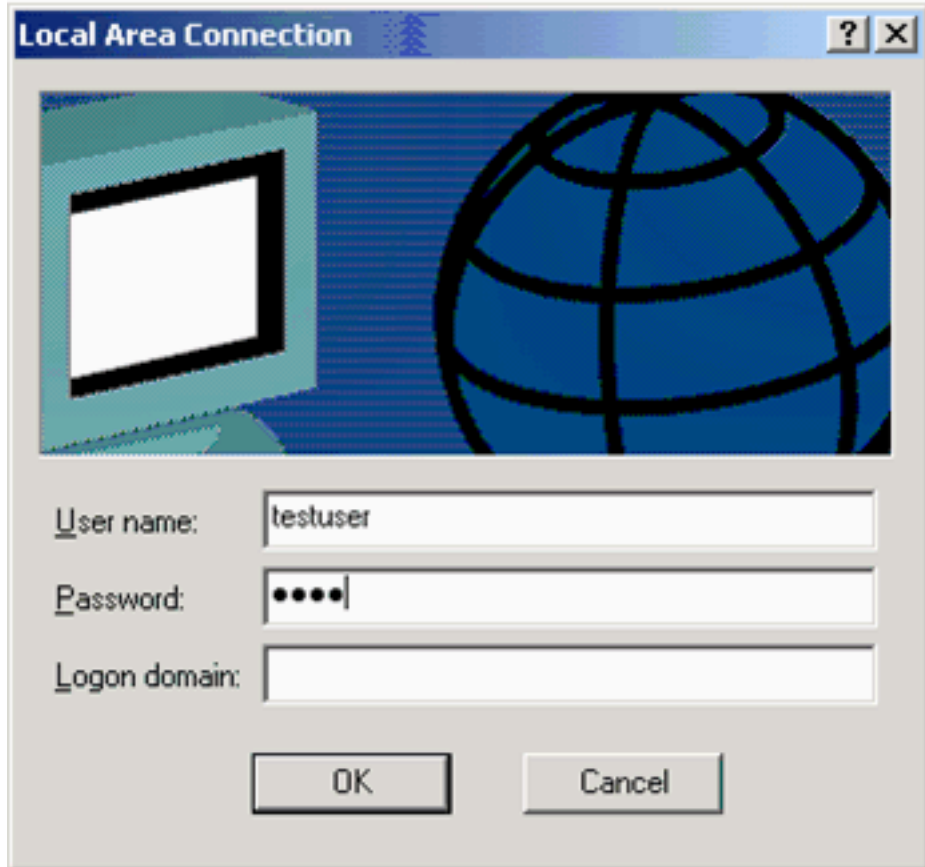 Local Area Connection
User name: testuser
Password: ●●●●
Logon domain:
OK Cancel